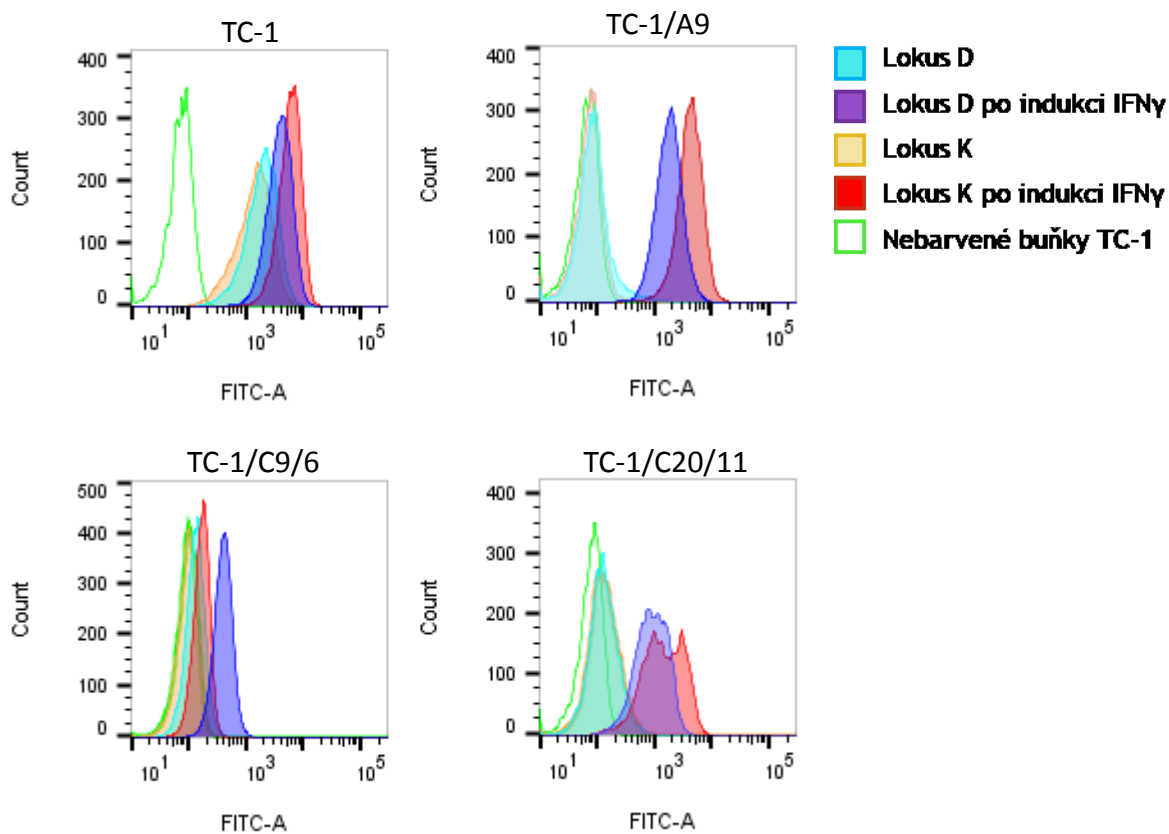 TC-1
400
300
200
100
0
Count
10^1
10^3
10^5
FITC-A
TC-1/A9
400
300
200
100
0
Count
10^1
10^3
10^5
FITC-A
Lokus D
Lokus D po indukci IFNγ
Lokus K
Lokus K po indukci IFNγ
Nebarvené buňky TC-1
TC-1/C9/6
500
400
300
200
100
0
Count
10^1
10^3
10^5
FITC-A
TC-1/C20/11
400
300
200
100
0
Count
10^1
10^3
10^5
FITC-A